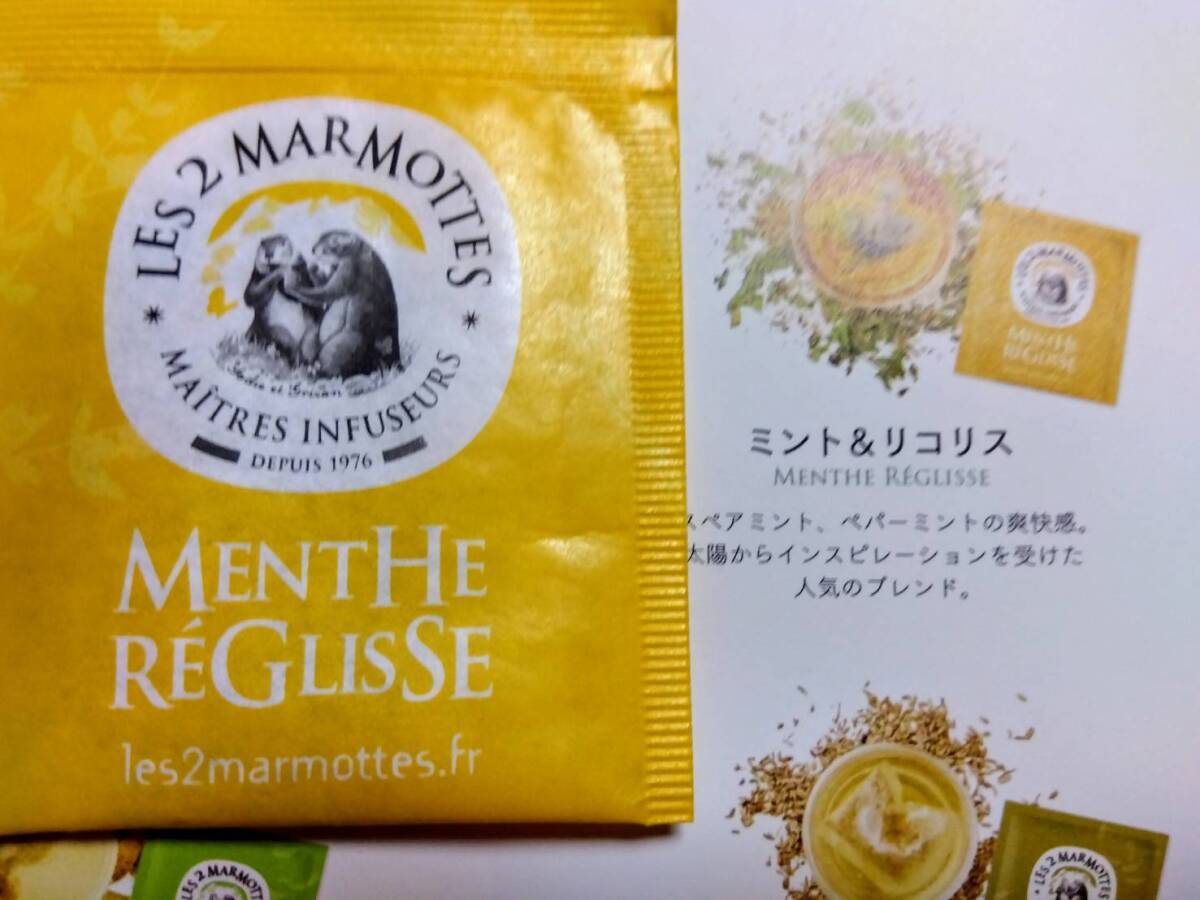 LES 2 MARMOTTES
MAÎTRES INFUSEURS
DEPUIS 1976
MENTHE
RÉGLISSE
les2marmottes.fr
LES 2 MARMOTTES
MENTHE
RÉGLISSE
ミント&リコリス
MENTHE RÉGLISSE
スペアミント、ペパーミントの爽快感。
太陽からインスピレーションを受けた
人気のブレンド。
LES 2 MARMOTTES
LES 2 MARMOTTES